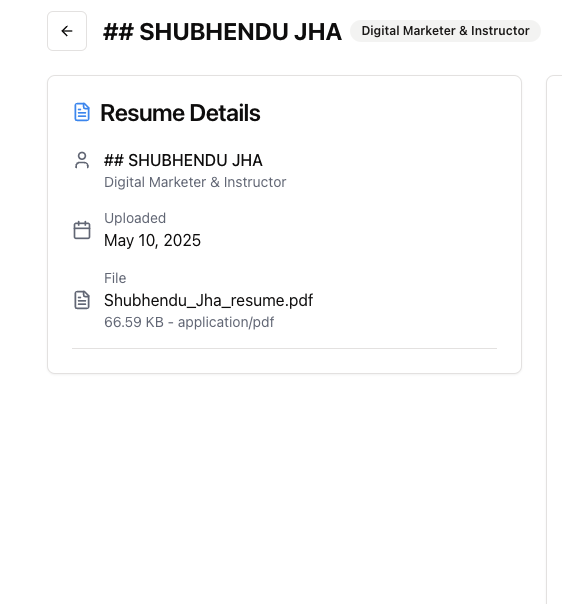 ## SHUBHENDU JHA
Digital Marketer & Instructor
Resume Details
## SHUBHENDU JHA
Digital Marketer & Instructor
Uploaded
May 10, 2025
File
Shubhendu_Jha_resume.pdf
66.59 KB - application/pdf